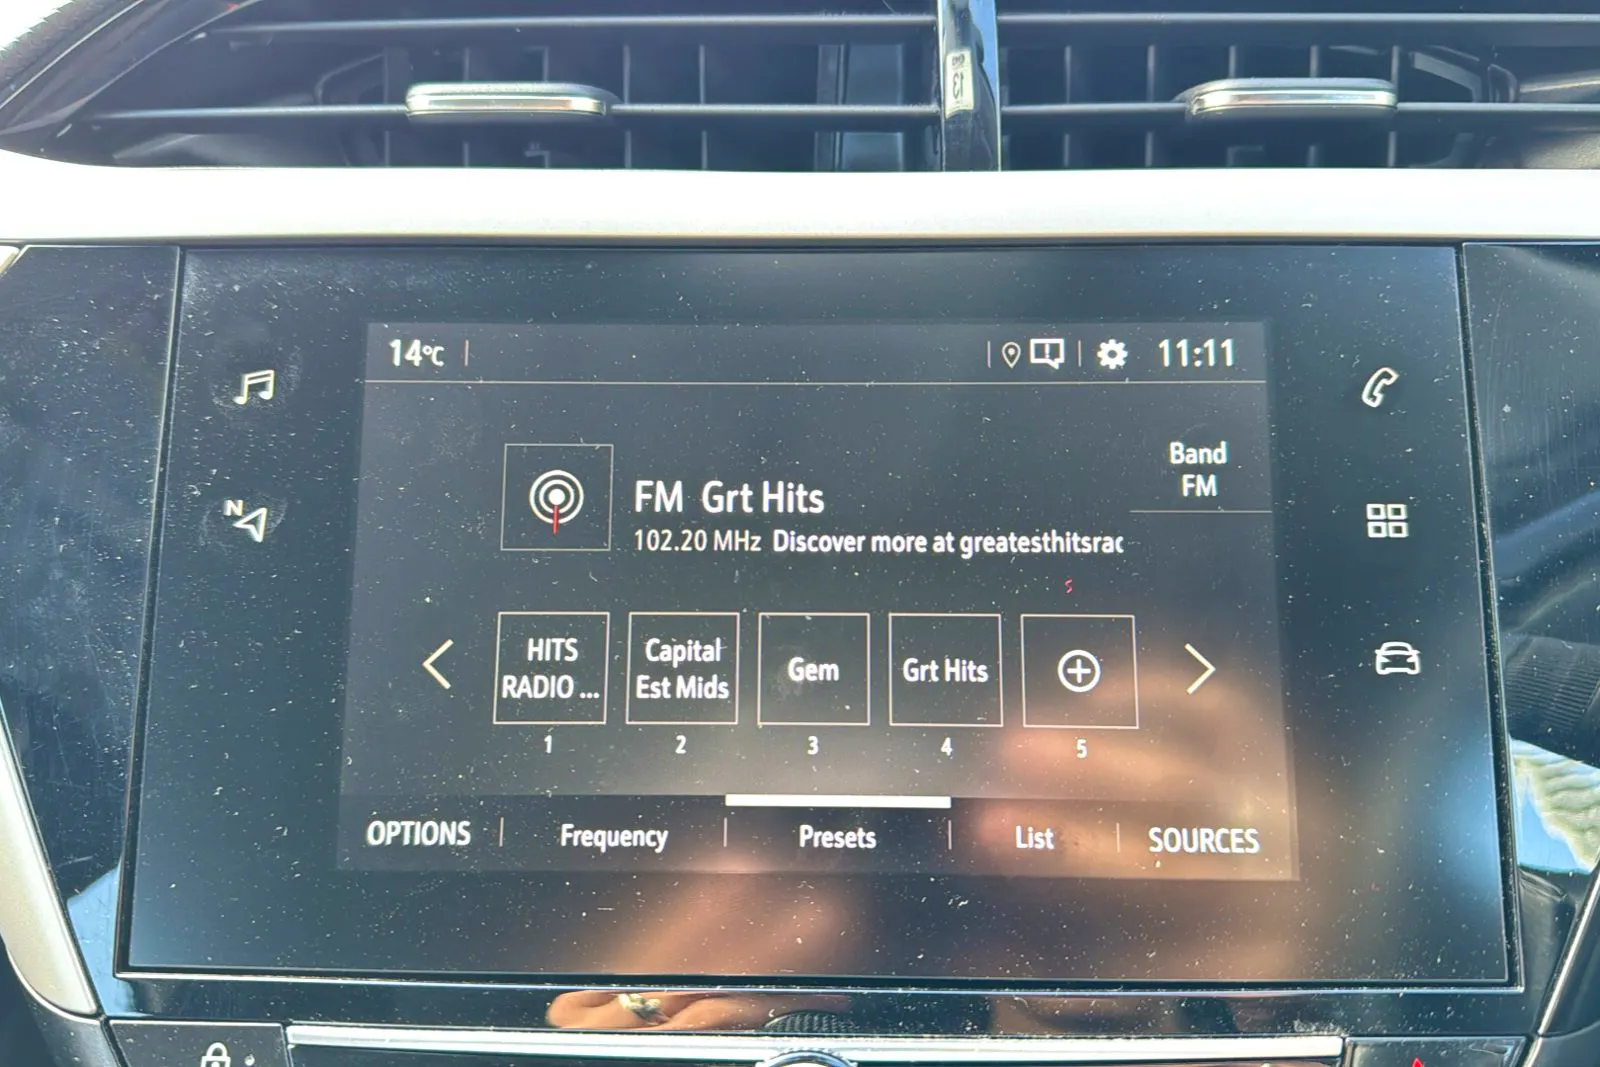 13
14°C
11:11
Band
FM
FM Grt Hits
102.20 MHz Discover more at greatesthitsrac
HITS
RADIO ...
Capital
Est Mids
Gem
Grt Hits
1
2
3
4
5
OPTIONS
Frequency
Presets
List
SOURCES
N